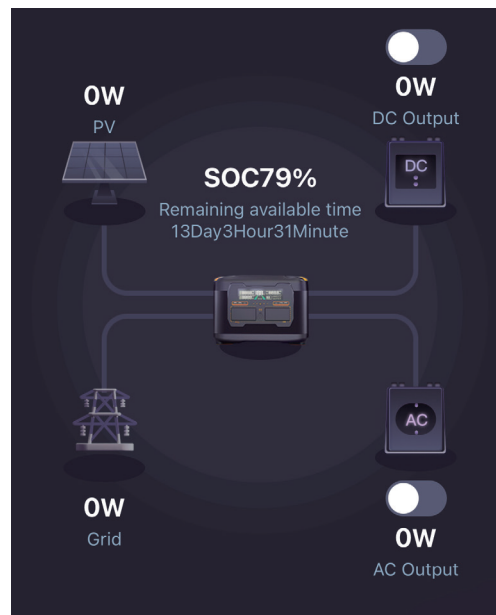 0W
PV
0W
DC Output
DC
SOC79%
Remaining available time
13Day3Hour31Minute
AC
0W
Grid
0W
AC Output